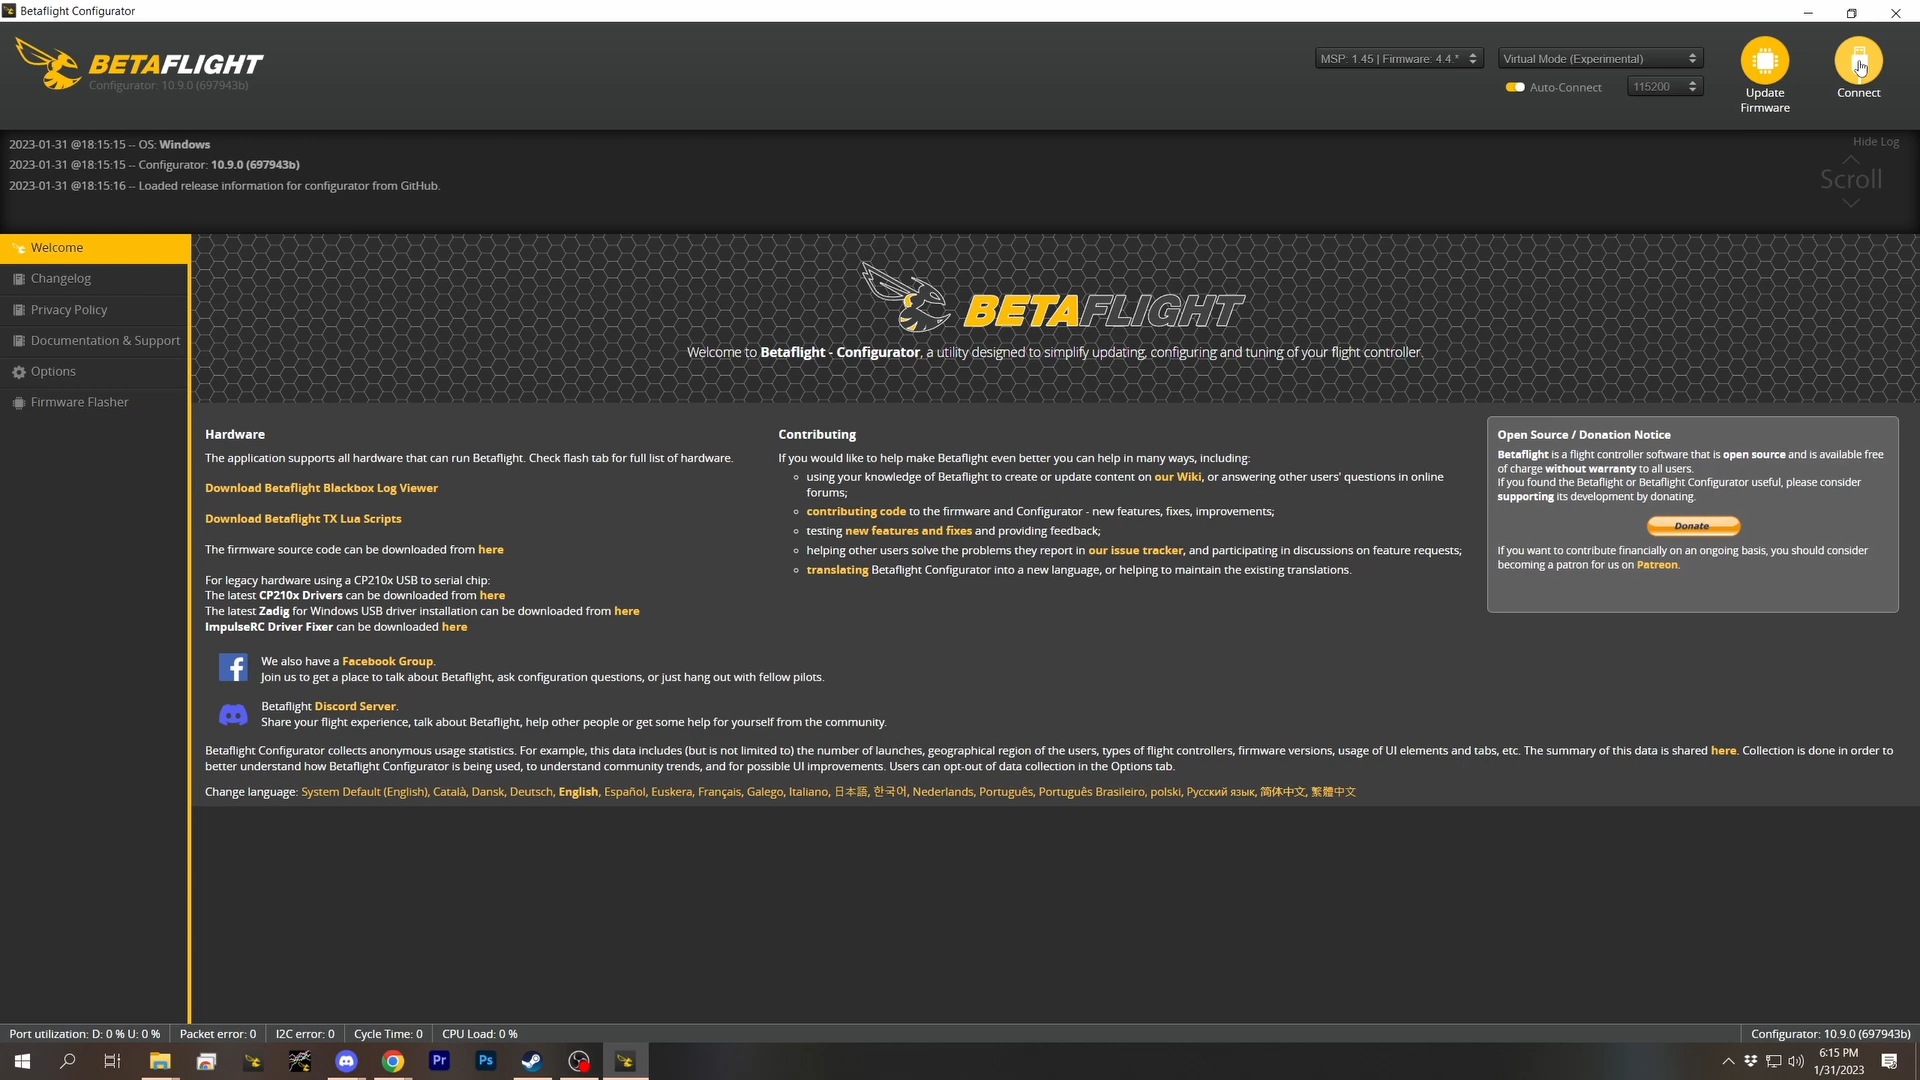 Betaflight Configurator
BETAFLIGHT
Configurator: 10.9.0 (697943b)
MSP: 1.45 | Firmware: 4.4.*
Virtual Mode (Experimental)
Auto-Connect
115200
Update
Firmware
Connect
2023-01-31 @18:15:15 -- OS: Windows
2023-01-31 @18:15:15 -- Configurator: 10.9.0 (697943b)
2023-01-31 @18:15:16 -- Loaded release information for configurator from GitHub.
Hide Log
Scroll
Welcome
Changelog
Privacy Policy
Documentation & Support
Options
Firmware Flasher
BETAFLIGHT
Welcome to Betaflight - Configurator, a utility designed to simplify updating, configuring and tuning of your flight controller.
Hardware
The application supports all hardware that can run Betaflight. Check flash tab for full list of hardware.
Download Betaflight Blackbox Log Viewer
Download Betaflight TX Lua Scripts
The firmware source code can be downloaded from here
For legacy hardware using a CP210x USB to serial chip:
The latest CP210x Drivers can be downloaded from here
The latest Zadig for Windows USB driver installation can be downloaded from here
ImpulseRC Driver Fixer can be downloaded here
Contributing
If you would like to help make Betaflight even better you can help in many ways, including:
using your knowledge of Betaflight to create or update content on our Wiki, or answering other users' questions in online
forums;
contributing code to the firmware and Configurator - new features, fixes, improvements;
testing new features and fixes and providing feedback;
helping other users solve the problems they report in our issue tracker, and participating in discussions on feature requests;
translating Betaflight Configurator into a new language, or helping to maintain the existing translations.
Open Source / Donation Notice
Betaflight is a flight controller software that is open source and is available free
of charge without warranty to all users.
If you found the Betaflight or Betaflight Configurator useful, please consider
supporting its development by donating.
Donate
If you want to contribute financially on an ongoing basis, you should consider
becoming a patron for us on Patreon.
We also have a Facebook Group.
Join us to get a place to talk about Betaflight, ask configuration questions, or just hang out with fellow pilots.
Betaflight Discord Server.
Share your flight experience, talk about Betaflight, help other people or get some help for yourself from the community.
Betaflight Configurator collects anonymous usage statistics. For example, this data includes (but is not limited to) the number of launches, geographical region of the users, types of flight controllers, firmware versions, usage of UI elements and tabs, etc. The summary of this data is shared here. Collection is done in order to
better understand how Betaflight Configurator is being used, to understand community trends, and for possible UI improvements. Users can opt-out of data collection in the Options tab.
Change language: System Default (English), Català, Dansk, Deutsch, English, Español, Euskera, Français, Galego, Italiano, 日本語, 한국어, Nederlands, Português, Português Brasileiro, polski, Русский язык, 简体中文, 繁體中文
Port utilization: D: 0 % U: 0 %
Packet error: 0
I2C error: 0
Cycle Time: 0
CPU Load: 0 %
Configurator: 10.9.0 (697943b)
Pr
Ps
6:15 PM
1/31/2023